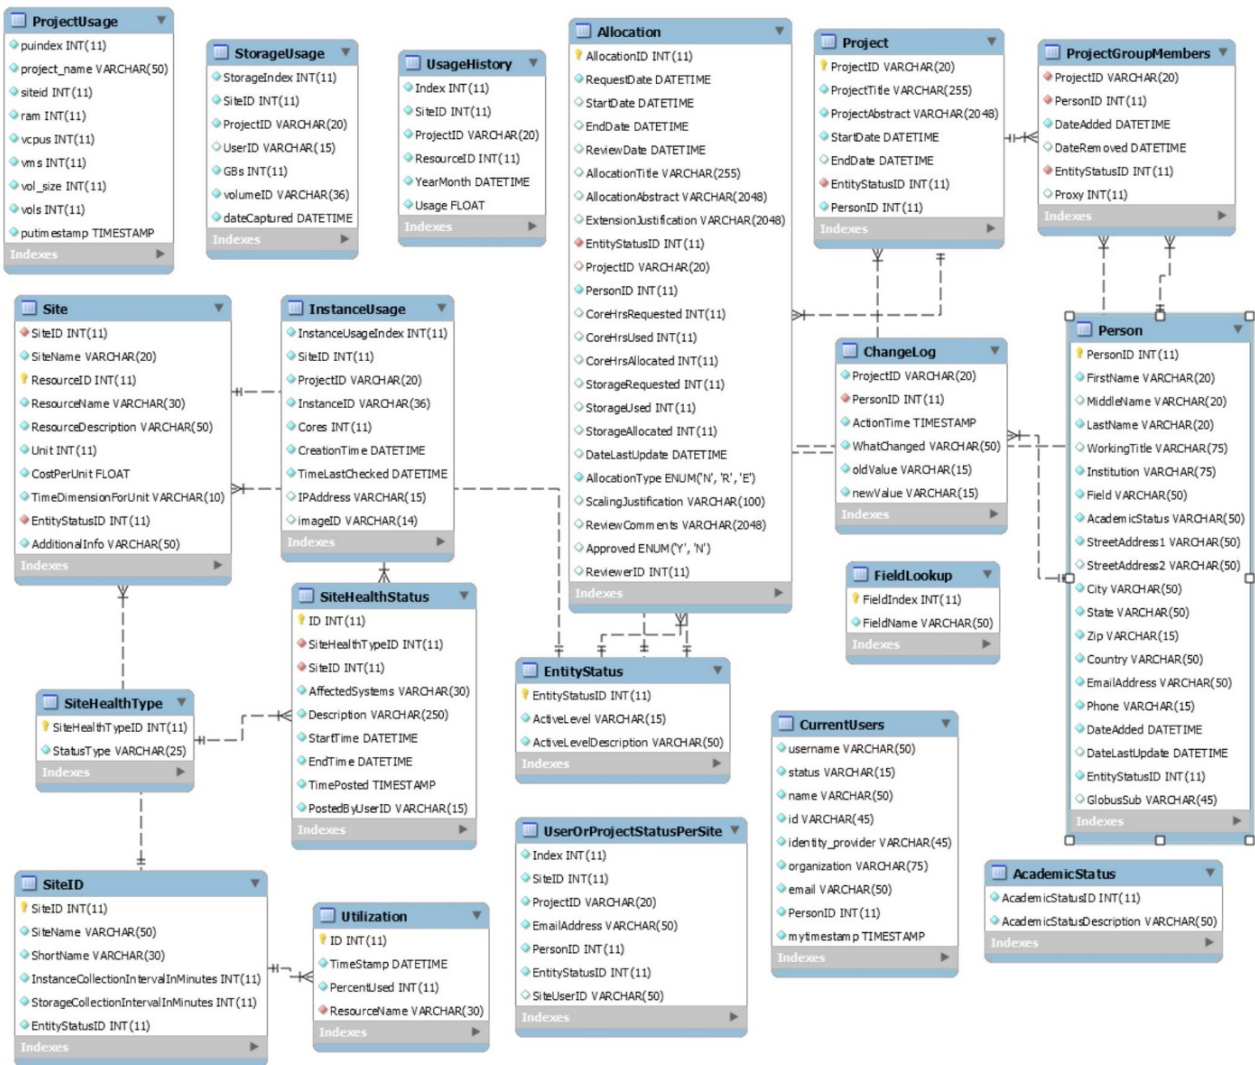 ProjectUsage
puindex INT(11)
project_name VARCHAR(50)
siteid INT(11)
ram INT(11)
vcpus INT(11)
vms INT(11)
vol_size INT(11)
vols INT(11)
putimestamp TIMESTAMP
Indexes
StorageUsage
StorageIndex INT(11)
SiteID INT(11)
ProjectID VARCHAR(20)
UserID VARCHAR(15)
GBs INT(11)
volumeID VARCHAR(36)
dateCaptured DATETIME
Indexes
UsageHistory
Index INT(11)
SiteID INT(11)
ProjectID VARCHAR(20)
ResourceID INT(11)
YearMonth DATETIME
Usage FLOAT
Indexes
Allocation
AllocationID INT(11)
RequestDate DATETIME
StartDate DATETIME
EndDate DATETIME
ReviewDate DATETIME
AllocationTitle VARCHAR(255)
AllocationAbstract VARCHAR(2048)
ExtensionJustification VARCHAR(2048)
EntityStatusID INT(11)
ProjectID VARCHAR(20)
PersonID INT(11)
CoreHrsRequested INT(11)
CoreHrsUsed INT(11)
CoreHrsAllocated INT(11)
StorageRequested INT(11)
StorageUsed INT(11)
StorageAllocated INT(11)
DateLastUpdate DATETIME
AllocationType ENUM('N', 'R', 'E')
ScalingJustification VARCHAR(100)
ReviewComments VARCHAR(2048)
Approved ENUM('Y', 'N')
ReviewerID INT(11)
Indexes
Project
ProjectID VARCHAR(20)
ProjectTitle VARCHAR(255)
ProjectAbstract VARCHAR(2048)
StartDate DATETIME
EndDate DATETIME
EntityStatusID INT(11)
PersonID INT(11)
Indexes
ProjectGroupMembers
ProjectID VARCHAR(20)
PersonID INT(11)
DateAdded DATETIME
DateRemoved DATETIME
EntityStatusID INT(11)
Proxy INT(11)
Indexes
Site
SiteID INT(11)
SiteName VARCHAR(20)
ResourceID INT(11)
ResourceName VARCHAR(30)
ResourceDescription VARCHAR(50)
Unit INT(11)
CostPerUnit FLOAT
TimeDimensionForUnit VARCHAR(10)
EntityStatusID INT(11)
AdditionalInfo VARCHAR(50)
Indexes
InstanceUsage
InstanceUsageIndex INT(11)
SiteID INT(11)
ProjectID VARCHAR(20)
InstanceID VARCHAR(36)
Cores INT(11)
CreationTime DATETIME
TimeLastChecked DATETIME
IPAddress VARCHAR(15)
imageID VARCHAR(14)
Indexes
ChangeLog
ProjectID VARCHAR(20)
PersonID INT(11)
ActionTime TIMESTAMP
WhatChanged VARCHAR(50)
oldValue VARCHAR(15)
newValue VARCHAR(15)
Indexes
Person
PersonID INT(11)
FirstName VARCHAR(20)
MiddleName VARCHAR(20)
LastName VARCHAR(20)
WorkingTitle VARCHAR(75)
Institution VARCHAR(75)
Field VARCHAR(50)
AcademicStatus VARCHAR(50)
StreetAddress1 VARCHAR(50)
StreetAddress2 VARCHAR(50)
City VARCHAR(50)
State VARCHAR(50)
Zip VARCHAR(15)
Country VARCHAR(50)
EmailAddress VARCHAR(50)
Phone VARCHAR(15)
DateAdded DATETIME
DateLastUpdate DATETIME
EntityStatusID INT(11)
GlobusSub VARCHAR(45)
Indexes
FieldLookup
FieldIndex INT(11)
FieldName VARCHAR(50)
Indexes
SiteHealthStatus
ID INT(11)
SiteHealthTypeID INT(11)
SiteID INT(11)
AffectedSystems VARCHAR(30)
Description VARCHAR(250)
StartTime DATETIME
EndTime DATETIME
TimePosted TIMESTAMP
PostedByUserID VARCHAR(15)
Indexes
SiteHealthType
SiteHealthTypeID INT(11)
StatusType VARCHAR(25)
Indexes
EntityStatus
EntityStatusID INT(11)
ActiveLevel VARCHAR(15)
ActiveLevelDescription VARCHAR(50)
Indexes
CurrentUsers
username VARCHAR(50)
status VARCHAR(15)
name VARCHAR(50)
id VARCHAR(45)
identity_provider VARCHAR(45)
organization VARCHAR(75)
email VARCHAR(50)
PersonID INT(11)
mytimestamp TIMESTAMP
Indexes
UserOrProjectStatusPerSite
Index INT(11)
SiteID INT(11)
ProjectID VARCHAR(20)
EmailAddress VARCHAR(50)
PersonID INT(11)
EntityStatusID INT(11)
SiteUserID VARCHAR(50)
Indexes
AcademicStatus
AcademicStatusID INT(11)
AcademicStatusDescription VARCHAR(50)
Indexes
SiteID
SiteID INT(11)
SiteName VARCHAR(50)
ShortName VARCHAR(30)
InstanceCollectionIntervalInMinutes INT(11)
StorageCollectionIntervalInMinutes INT(11)
EntityStatusID INT(11)
Indexes
Utilization
ID INT(11)
TimeStamp DATETIME
PercentUsed INT(11)
ResourceName VARCHAR(30)
Indexes